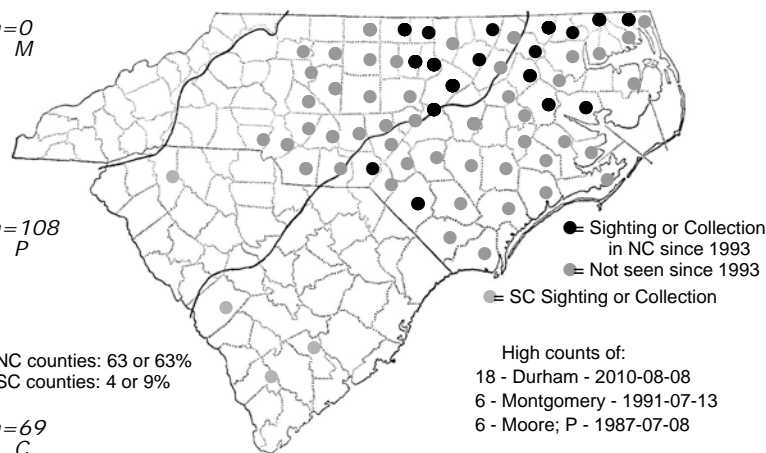 =0
M
=108
P
= Sighting or Collection
in NC since 1993
= Not seen since 1993
= SC Sighting or Collection
NC counties: 63 or 63%
SC counties: 4 or 9%
High counts of:
18 - Durham - 2010-08-08
6 - Montgomery - 1991-07-13
6 - Moore; P - 1987-07-08
=69
C